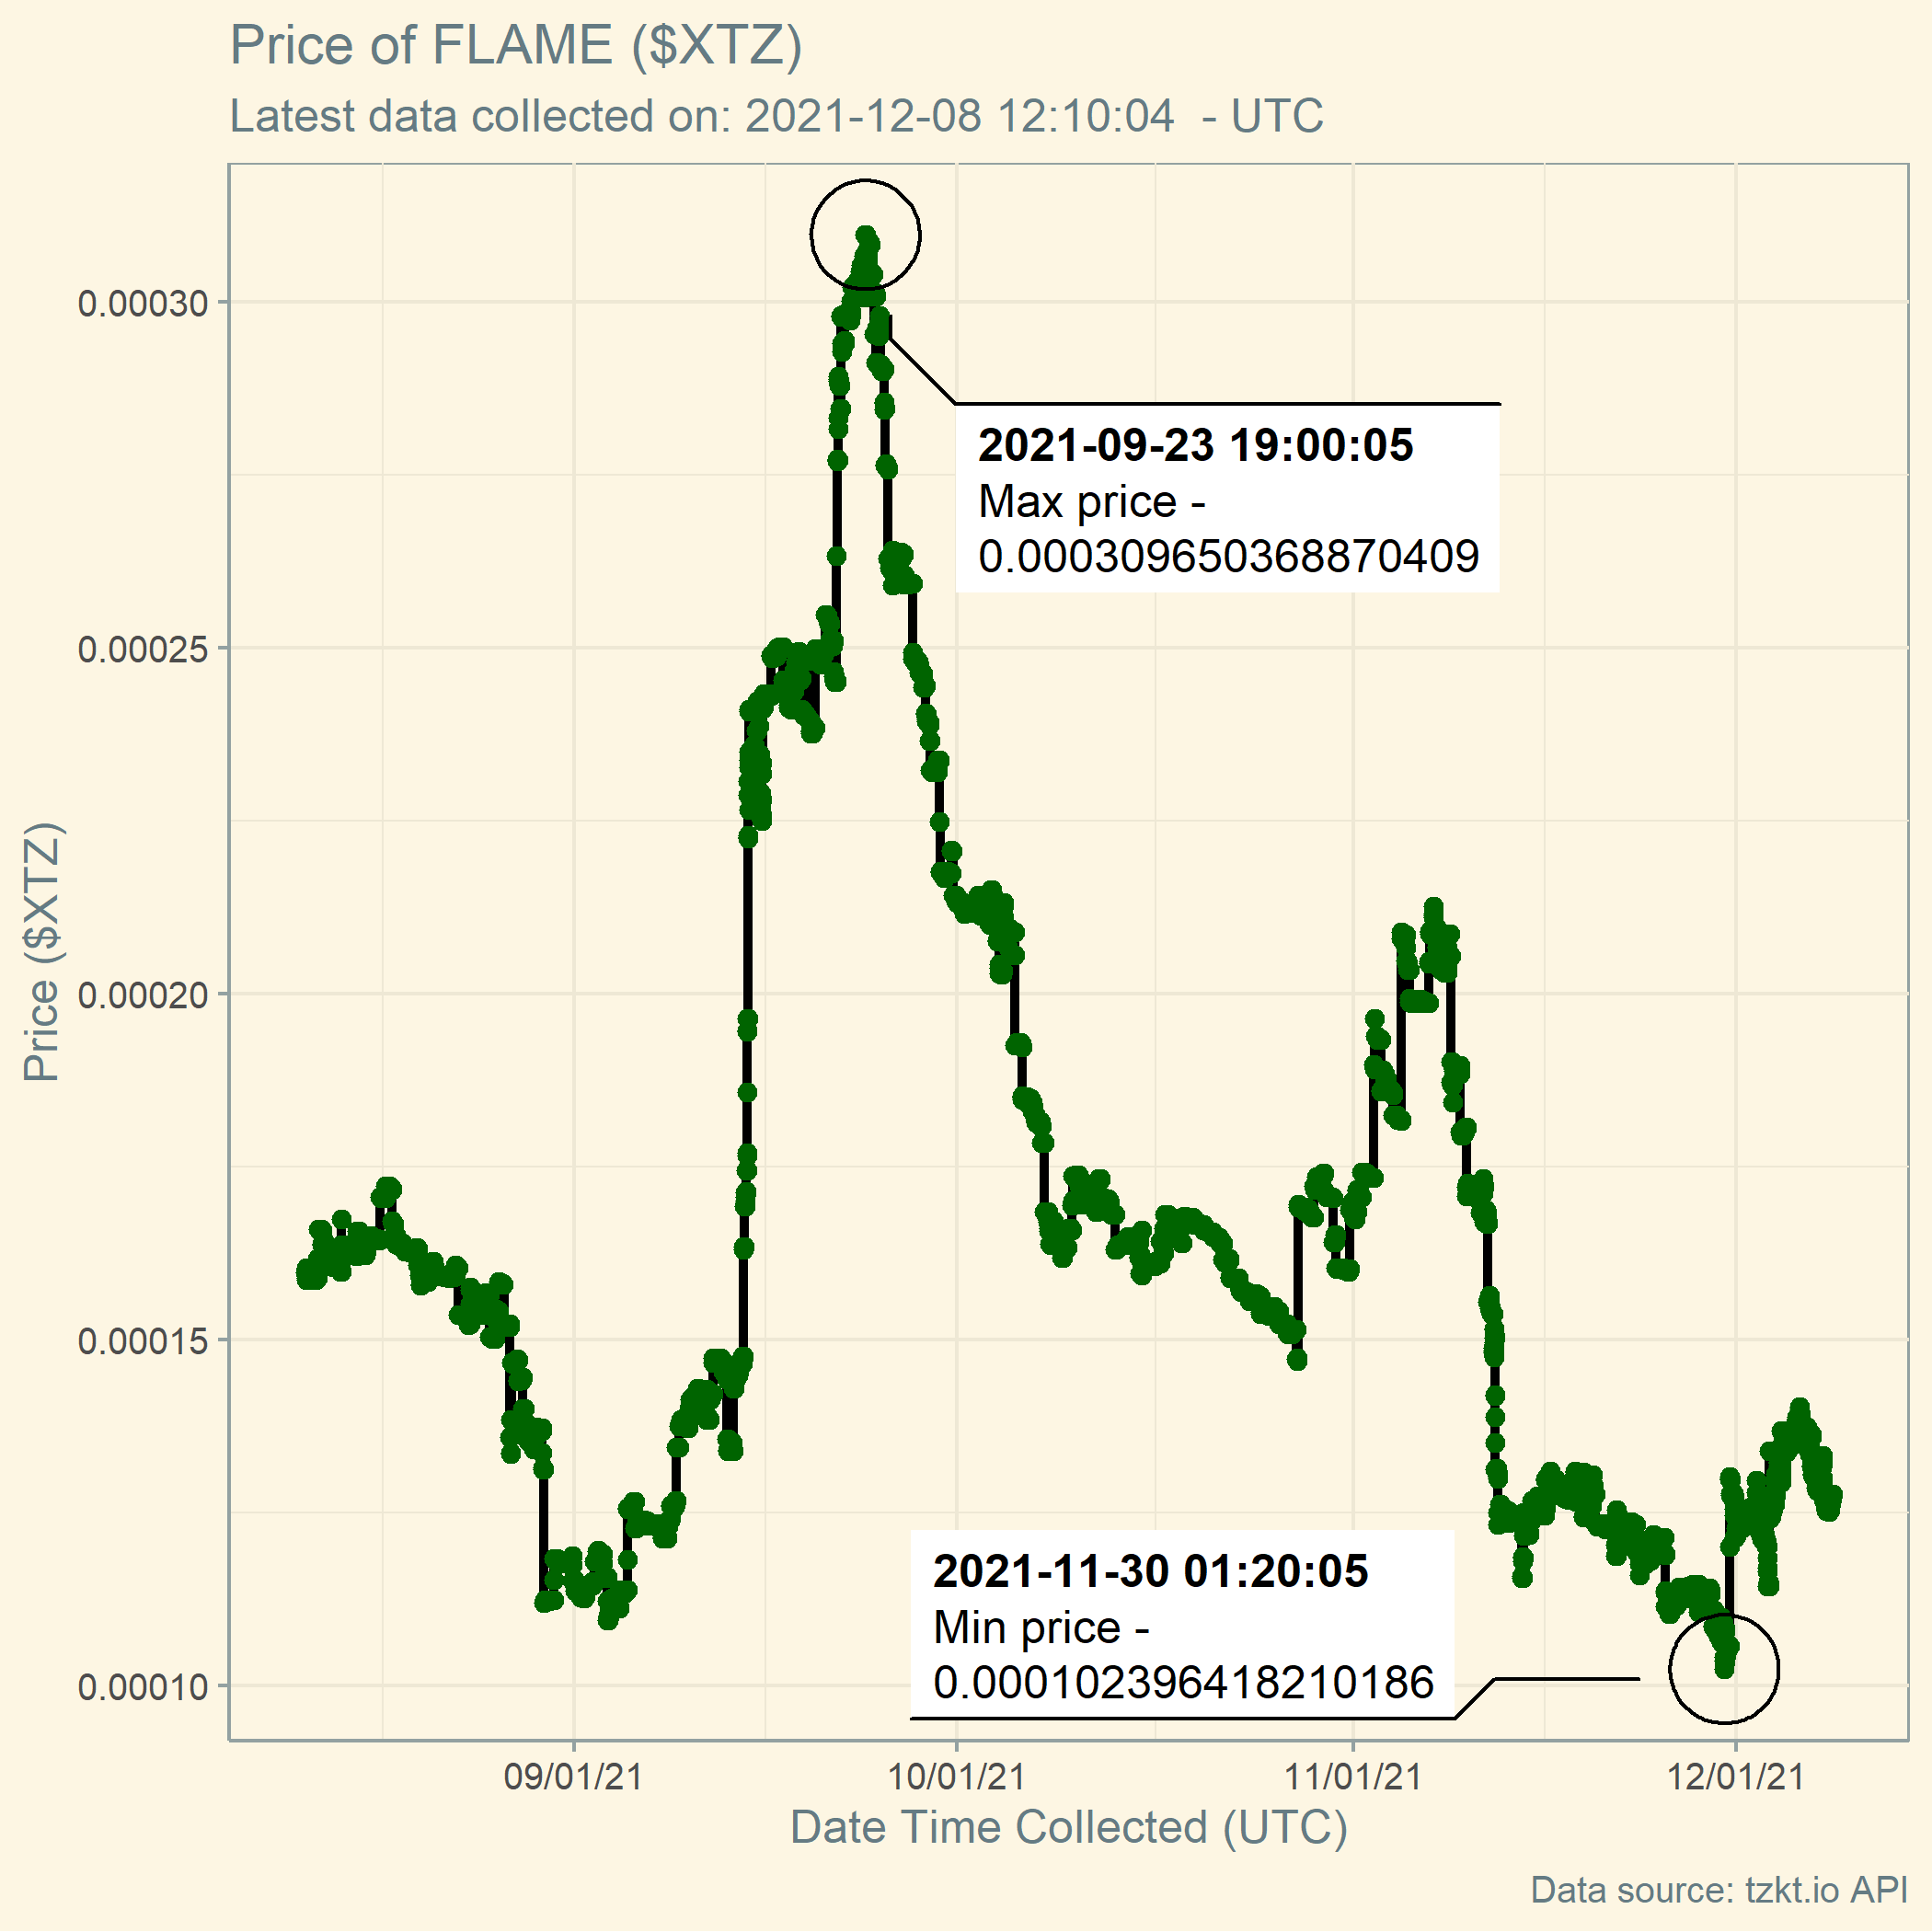 Price of FLAME ($XTZ)
Latest data collected on: 2021-12-08 12:10:04  - UTC
0.00030
0.00025
0.00020
0.00015
0.00010
Price ($XTZ)
2021-09-23 19:00:05
Max price -
0.000309650368870409
2021-11-30 01:20:05
Min price -
0.000102396418210186
09/01/21
10/01/21
11/01/21
12/01/21
Date Time Collected (UTC)
Data source: tzkt.io API